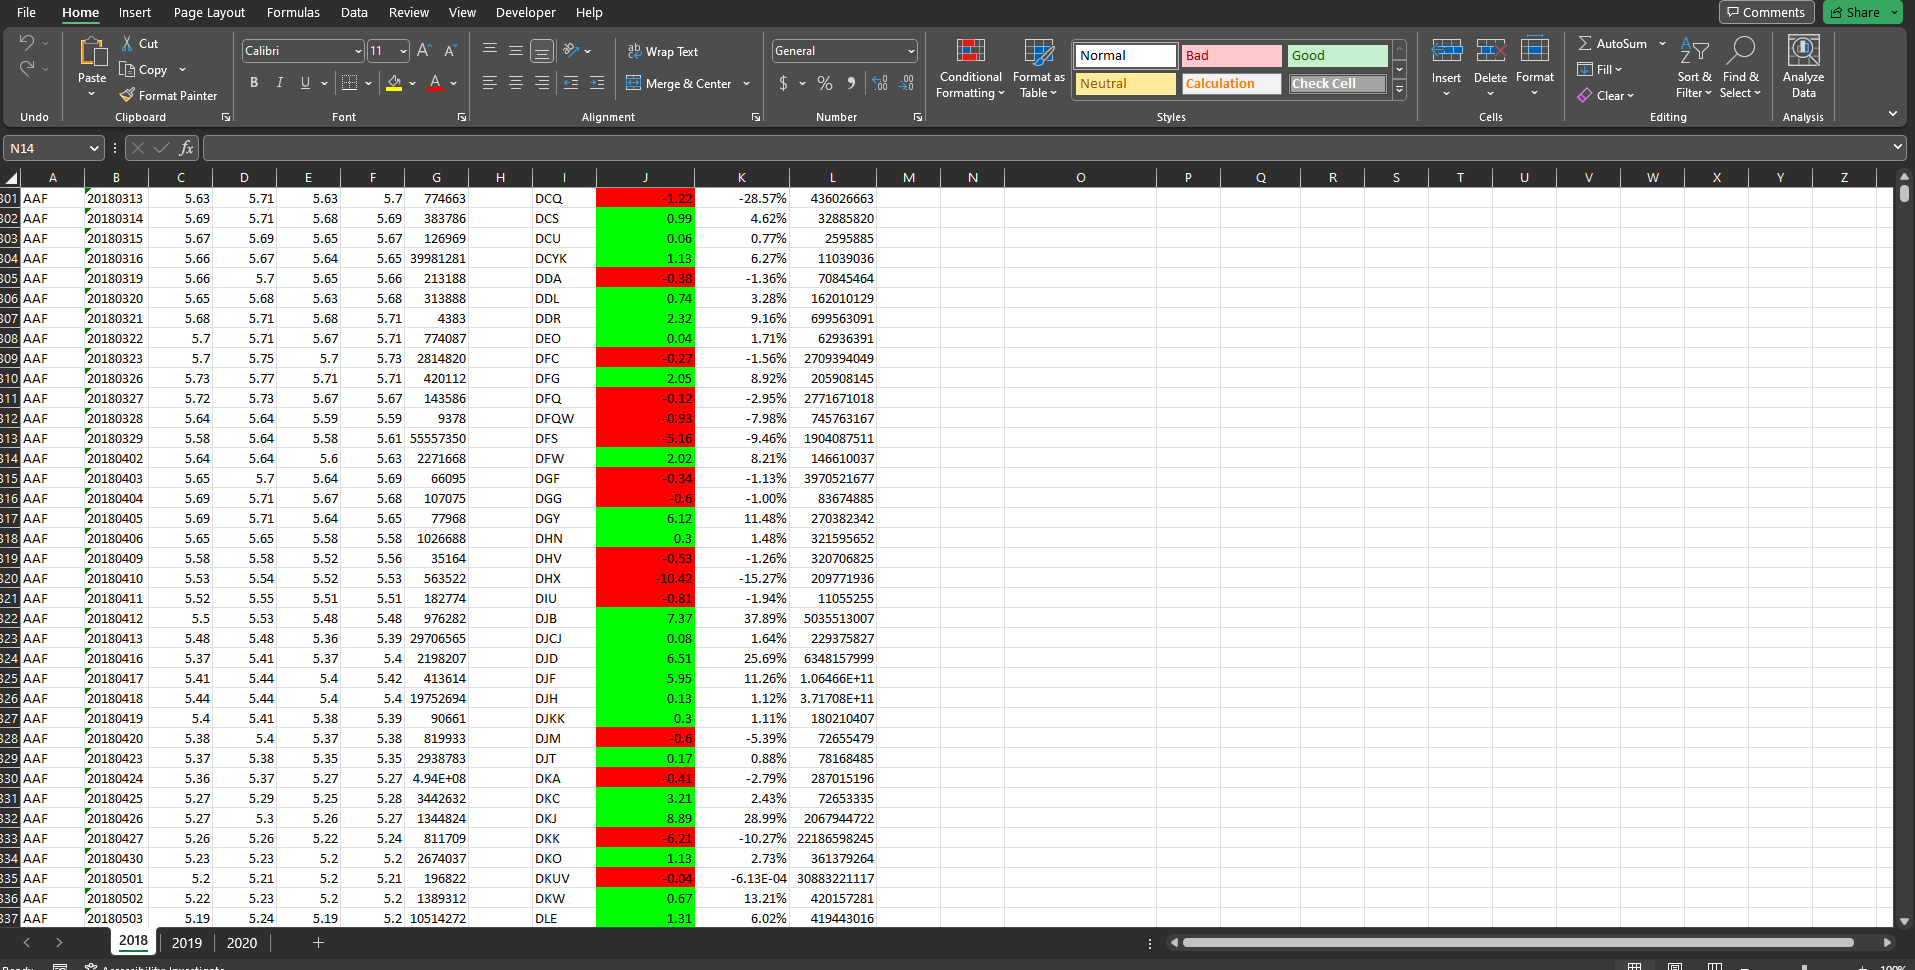 File Home Insert Page Layout Formulas Data Review View Developer Help Comments Share
Cut
Copy
Format Painter
Paste
Calibri 11
B I U
Wrap Text
Merge & Center
General
$ %
Conditional Formatting
Format as Table
Normal Bad Good
Neutral Calculation Check Cell
Insert Delete Format
AutoSum
Fill
Clear
Sort & Filter
Find & Select
Analyze Data
Undo Clipboard Font Alignment Number Styles Cells Editing Analysis
N14 fx
A B C D E F G H I J K L M N O P Q R S T U V W X Y Z
301 AAF 20180313 5.63 5.71 5.63 5.7 774663 DCQ -1.22 -28.57% 436026663
302 AAF 20180314 5.69 5.71 5.68 5.69 383786 DCS 0.99 4.62% 32885820
303 AAF 20180315 5.67 5.69 5.65 5.67 126969 DCU 0.06 0.77% 2595885
304 AAF 20180316 5.66 5.67 5.64 5.65 39981281 DCYK 1.13 6.27% 11039036
305 AAF 20180319 5.66 5.7 5.65 5.66 213188 DDA -0.38 -1.36% 70845464
306 AAF 20180320 5.65 5.68 5.63 5.68 313888 DDL 0.74 3.28% 162010129
307 AAF 20180321 5.68 5.71 5.68 5.71 4383 DDR 2.32 9.16% 699563091
308 AAF 20180322 5.7 5.71 5.67 5.71 774087 DEO 0.04 1.71% 62936391
309 AAF 20180323 5.7 5.75 5.7 5.73 2814820 DFC -0.27 -1.56% 2709394049
310 AAF 20180326 5.73 5.77 5.71 5.71 420112 DFG 2.05 8.92% 205908145
311 AAF 20180327 5.72 5.73 5.67 5.67 143586 DFQ -0.12 -2.95% 2771671018
312 AAF 20180328 5.64 5.64 5.59 5.59 9378 DFQW -0.93 -7.98% 745763167
313 AAF 20180329 5.58 5.64 5.58 5.61 55557350 DFS -5.16 -9.46% 1904087511
314 AAF 20180402 5.64 5.64 5.6 5.63 2271668 DFW 2.02 8.21% 146610037
315 AAF 20180403 5.65 5.7 5.64 5.69 66095 DGF -0.34 -1.13% 3970521677
316 AAF 20180404 5.69 5.71 5.67 5.68 107075 DGG -0.6 -1.00% 83674885
317 AAF 20180405 5.69 5.71 5.64 5.65 77968 DGY 6.12 11.48% 270382342
318 AAF 20180406 5.65 5.65 5.58 5.58 1026688 DHN 0.3 1.48% 321595652
319 AAF 20180409 5.58 5.58 5.52 5.56 35164 DHV -0.53 -1.26% 320706825
320 AAF 20180410 5.53 5.54 5.52 5.53 563522 DHX -10.42 -15.27% 209771936
321 AAF 20180411 5.52 5.55 5.51 5.51 182774 DIU -0.81 -1.94% 11055255
322 AAF 20180412 5.5 5.53 5.48 5.48 976282 DJB 7.37 37.89% 5035513007
323 AAF 20180413 5.48 5.48 5.36 5.39 29706565 DJCJ 0.08 1.64% 229375827
324 AAF 20180416 5.37 5.41 5.37 5.4 2198207 DJD 6.51 25.69% 6348157999
325 AAF 20180417 5.41 5.44 5.4 5.42 413614 DJF 5.95 11.26% 1.06466E+11
326 AAF 20180418 5.44 5.44 5.4 5.4 19752694 DJH 0.13 1.12% 3.71708E+11
327 AAF 20180419 5.4 5.41 5.38 5.39 90661 DJKK 0.3 1.11% 180210407
328 AAF 20180420 5.38 5.4 5.37 5.38 819933 DJM -0.6 -5.39% 72655479
329 AAF 20180423 5.37 5.38 5.35 5.35 2938783 DJT 0.17 0.88% 78168485
330 AAF 20180424 5.36 5.37 5.27 5.27 4.94E+08 DKA -0.41 -2.79% 287015196
331 AAF 20180425 5.27 5.29 5.25 5.28 3442632 DKC 3.21 2.43% 72653335
332 AAF 20180426 5.27 5.3 5.26 5.27 1344824 DKJ 8.89 28.99% 2067944722
333 AAF 20180427 5.26 5.26 5.22 5.24 811709 DKK -6.21 -10.27% 22186598245
334 AAF 20180430 5.23 5.23 5.2 5.2 2674037 DKO 1.13 2.73% 361379264
335 AAF 20180501 5.2 5.21 5.2 5.21 196822 DKUV -0.04 -6.13E-04 30883221117
336 AAF 20180502 5.22 5.23 5.2 5.2 1389312 DKW 0.67 13.21% 420157281
337 AAF 20180503 5.19 5.24 5.19 5.2 10514272 DLE 1.31 6.02% 419443016
2018 2019 2020